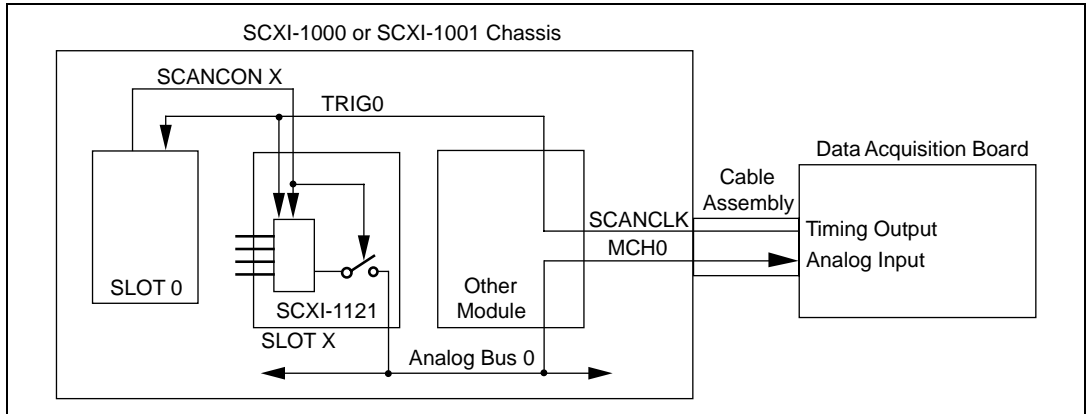 SCXI-1000 or SCXI-1001 Chassis
SCANCON X
TRIG0
Data Acquisition Board
Cable
Assembly
SCANCLK
Timing Output
MCH0
Analog Input
SLOT 0
SCXI-1121
Other
Module
SLOT X
Analog Bus 0